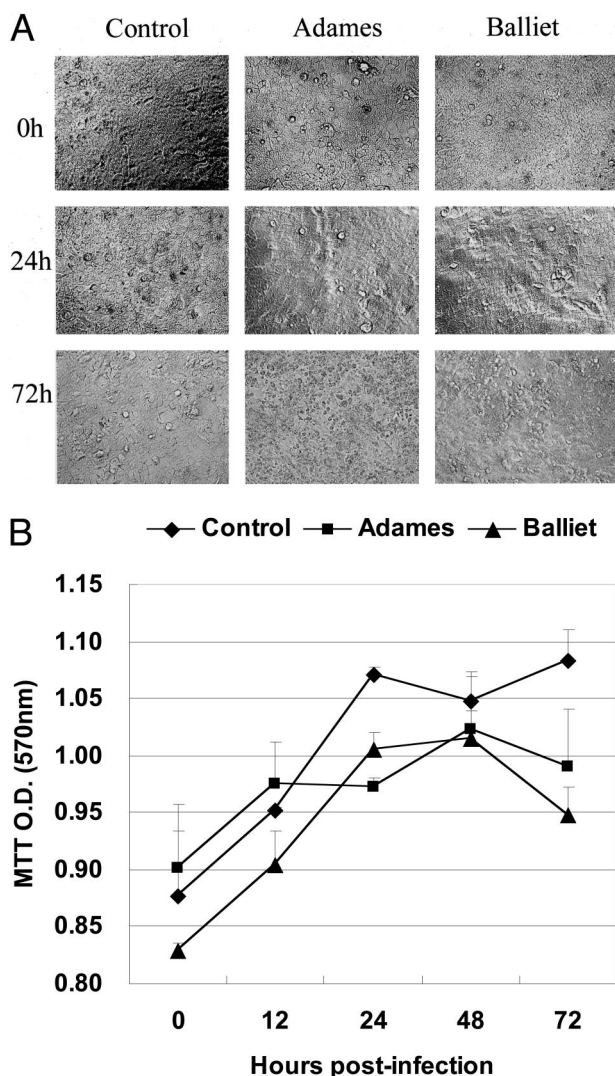 A
Control Adames Balliet
0h
24h
72h
B
Control Adames Balliet
1.15
1.10
1.05
1.00
0.95
0.90
0.85
0.80
MTT O.D. (570nm)
0 12 24 48 72
Hours post-infection